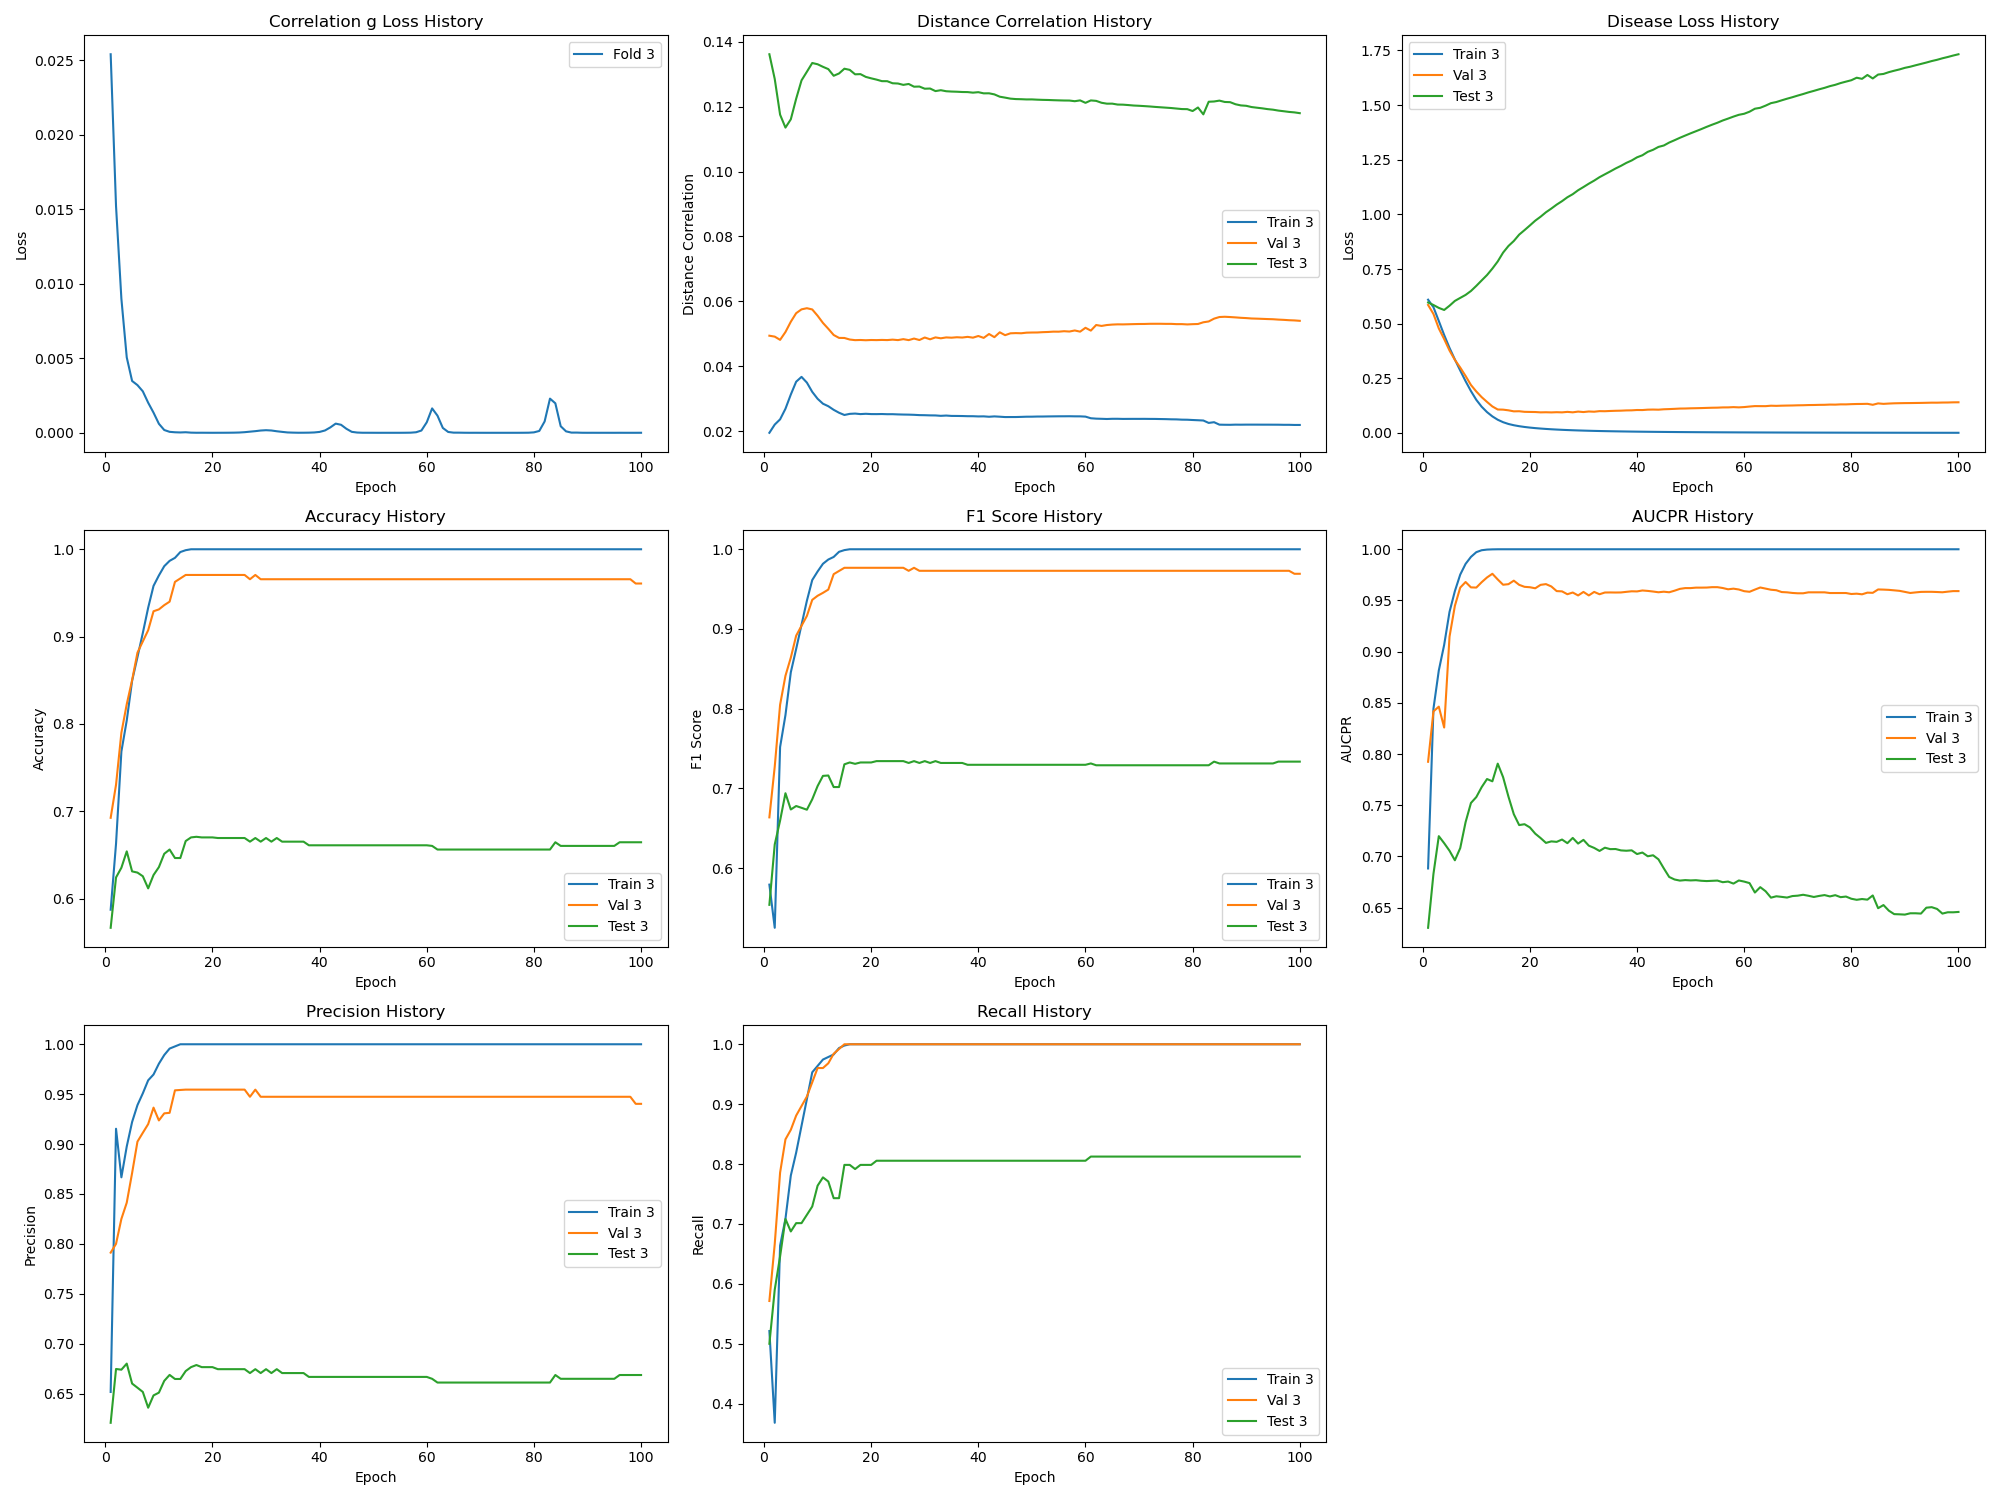 Correlation g Loss History
Loss
0.025
0.020
0.015
0.010
0.005
0.000
0 20 40 60 80 100
Epoch
Fold 3
Distance Correlation History
Distance Correlation
0.14
0.12
0.10
0.08
0.06
0.04
0.02
0 20 40 60 80 100
Epoch
Train 3
Val 3
Test 3
Disease Loss History
Loss
1.75
1.50
1.25
1.00
0.75
0.50
0.25
0.00
0 20 40 60 80 100
Epoch
Train 3
Val 3
Test 3
Accuracy History
Accuracy
1.0
0.9
0.8
0.7
0.6
0 20 40 60 80 100
Epoch
Train 3
Val 3
Test 3
F1 Score History
F1 Score
1.0
0.9
0.8
0.7
0.6
0 20 40 60 80 100
Epoch
Train 3
Val 3
Test 3
AUCPR History
AUCPR
1.00
0.95
0.90
0.85
0.80
0.75
0.70
0.65
0 20 40 60 80 100
Epoch
Train 3
Val 3
Test 3
Precision History
Precision
1.00
0.95
0.90
0.85
0.80
0.75
0.70
0.65
0 20 40 60 80 100
Epoch
Train 3
Val 3
Test 3
Recall History
Recall
1.0
0.9
0.8
0.7
0.6
0.5
0.4
0 20 40 60 80 100
Epoch
Train 3
Val 3
Test 3